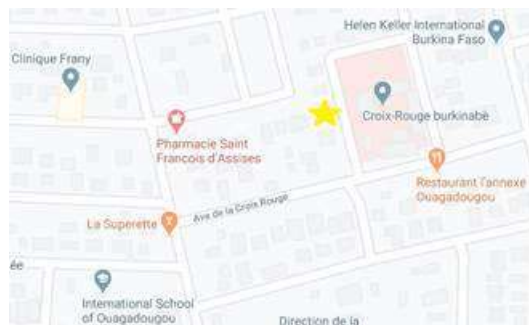 Helen Keller International
Burkina Faso
Clinique Frany
Croix-Rouge burkinabè
Pharmacie Saint
François d'Assises
Restaurant l'annexe
Ouagadougou
Ave de la Croix Rouge
La Superette
ée
International School
of Ouagadougou
Direction de la